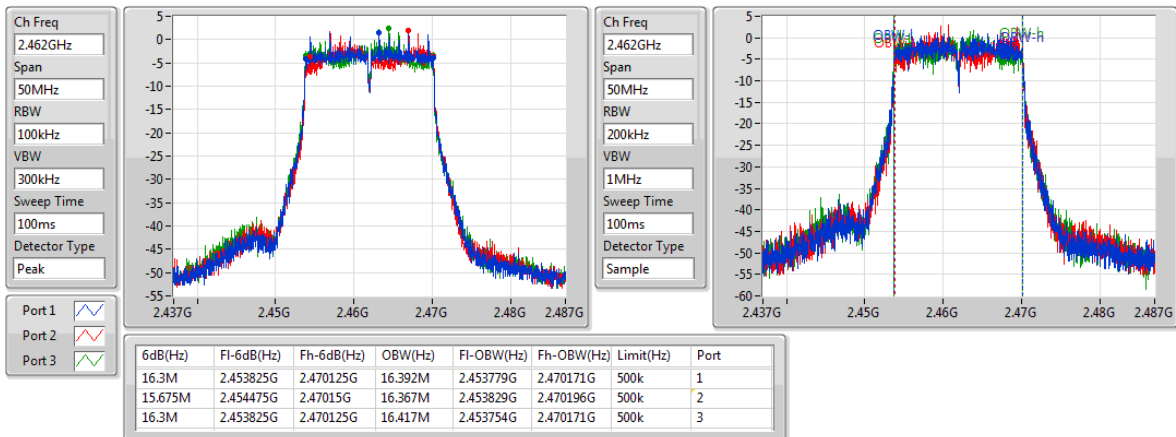 Ch Freq
2.462GHz
Span
50MHz
RBW
100kHz
VBW
300kHz
Sweep Time
100ms
Detector Type
Peak
Port 1
Port 2
Port 3
5
0
-5
-10
-15
-20
-25
-30
-35
-40
-45
-50
-55
2.437G 2.45G 2.46G 2.47G 2.487G
Ch Freq
2.462GHz
Span
50MHz
RBW
200kHz
VBW
1MHz
Sweep Time
100ms
Detector Type
Sample
OBW-l OBW-h
5
0
-5
-10
-15
-20
-25
-30
-35
-40
-45
-50
-55
-60
2.437G 2.45G 2.46G 2.47G 2.48G 2.487G
6dB(Hz) Fl-6dB(Hz) Fh-6dB(Hz) OBW(Hz) Fl-OBW(Hz) Fh-OBW(Hz) Limit(Hz) Port
16.3M 2.453825G 2.470125G 16.392M 2.453779G 2.470171G 500k 1
15.675M 2.454475G 2.47015G 16.367M 2.453829G 2.470196G 500k 2
16.3M 2.453825G 2.470125G 16.417M 2.453754G 2.470171G 500k 3